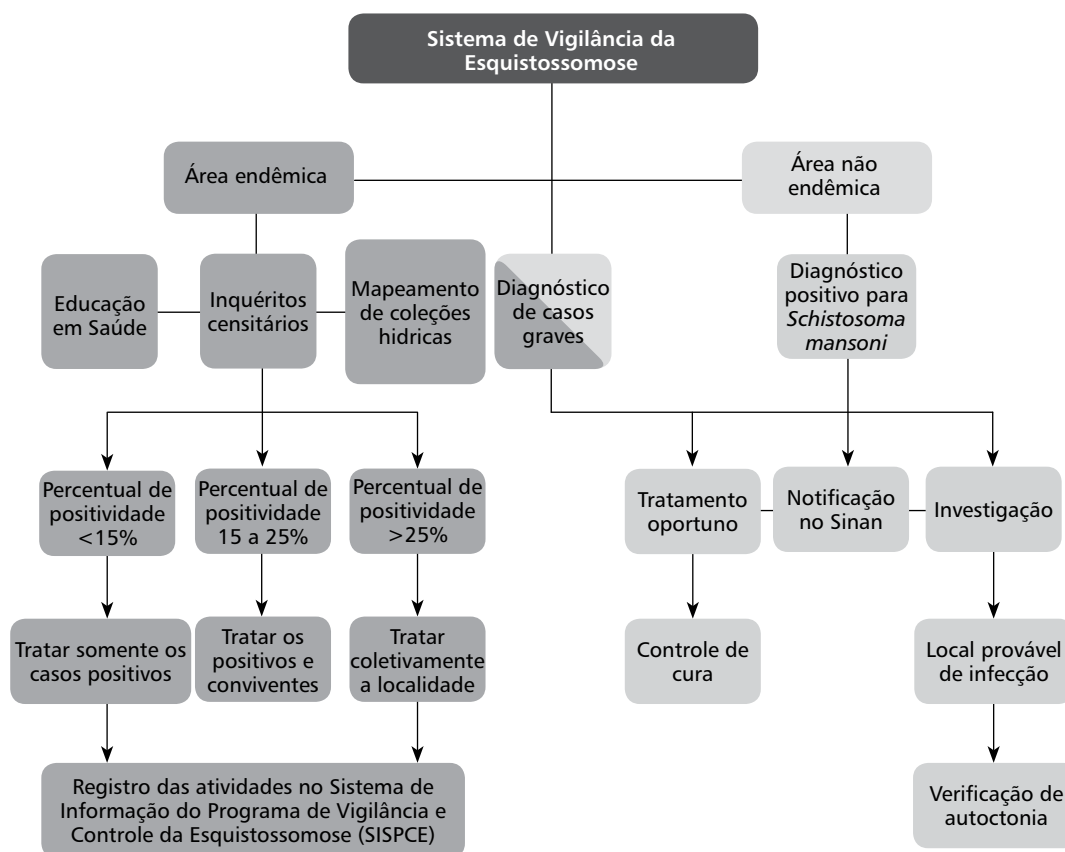 Sistema de Vigilância da
Esquistossomose
Área endêmica
Área não
endêmica
Educação
em Saúde
Inquéritos
censitários
Mapeamento
de coleções
hidricas
Diagnóstico
de casos
graves
Diagnóstico
positivo para
Schistosoma
mansoni
Percentual de
positividade
<15%
Percentual de
positividade
15 a 25%
Percentual de
positividade
>25%
Tratamento
oportuno
Notificação
no Sinan
Investigação
Tratar somente os
casos positivos
Tratar os
positivos e
conviventes
Tratar
coletivamente
a localidade
Controle de
cura
Local provável
de infecção
Registro das atividades no Sistema de
Informação do Programa de Vigilância e
Controle da Esquistossomose (SISPCE)
Verificação de
autoctonia